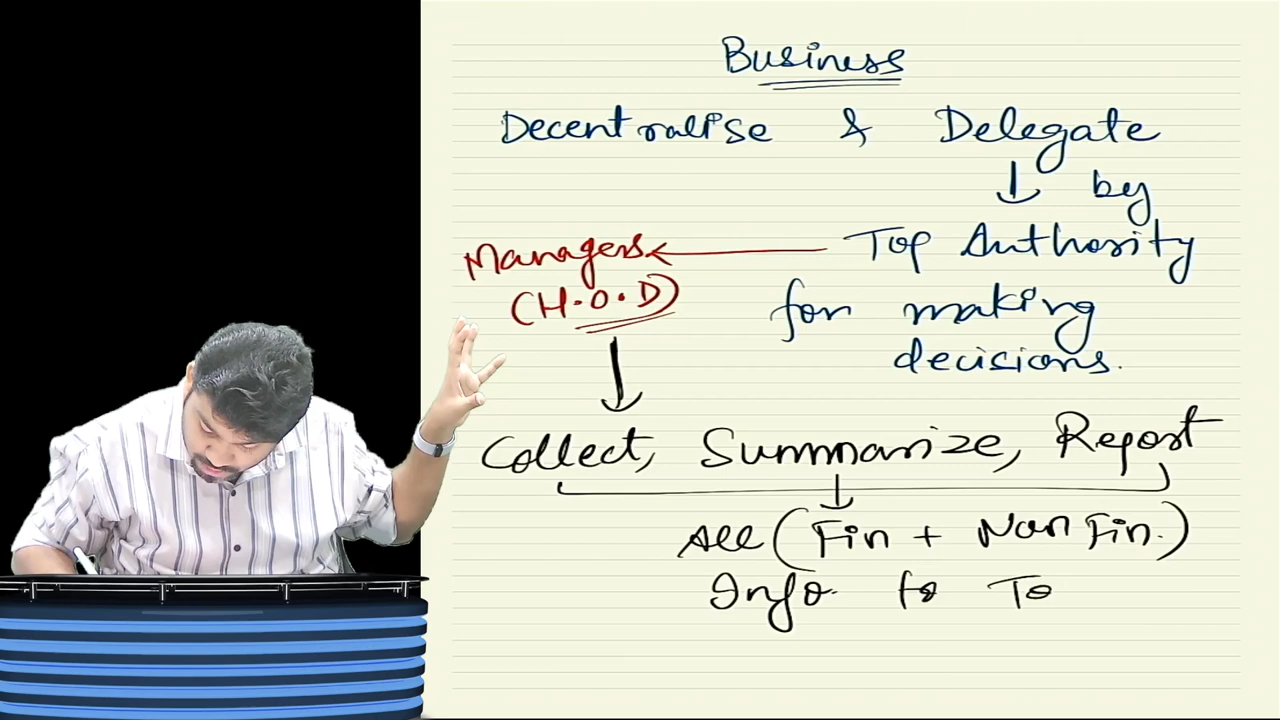 Business
Decentralise & Delegate
↓ by
Managers ← Top Authority
(H.O.D) for making
decisions.
↓
Collect, Summarize, Report
↓
All (Fin + Non Fin.)
Info. to To